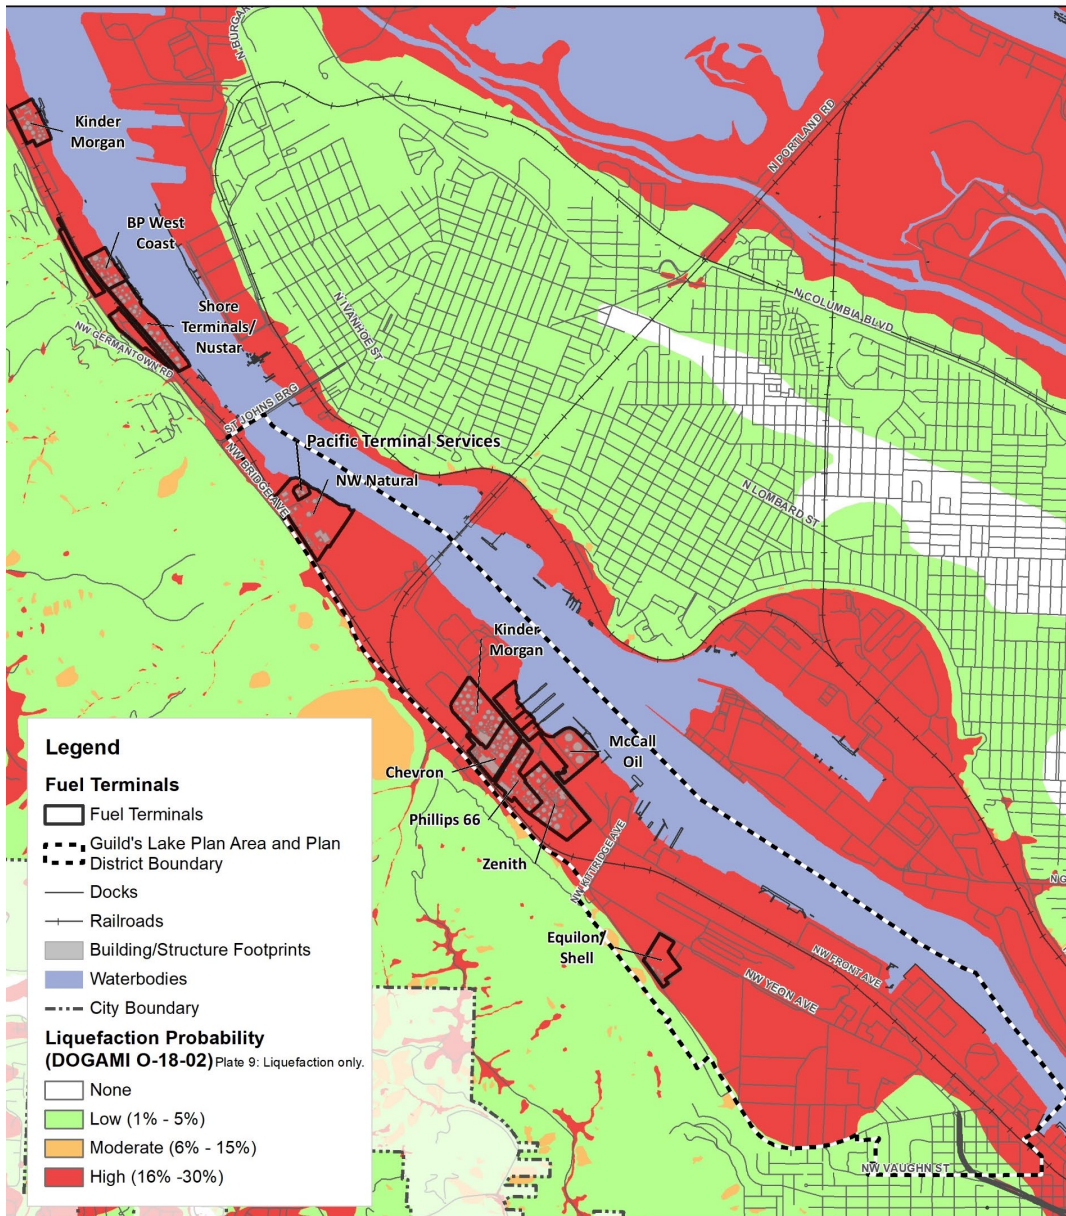 N BURGAR
Kinder
Morgan
N PORTLAND RD
BP West
Coast
N COLUMBIA BLVD
Shore
Terminals/
Nustar
N IVANHOE ST
NW GERMANTOWN RD
ST JOHNS BRG
Pacific Terminal Services
NW Natural
NW BRIDGE AVE
N LOMBARD ST
Kinder
Morgan
McCall
Oil
Chevron
Phillips 66
Zenith
NW KITTRIDGE AVE
N G
Equilon/
Shell
NW FRONT AVE
NW YEON AVE
NW VAUGHN ST
Legend
Fuel Terminals
Fuel Terminals
Guild's Lake Plan Area and Plan
District Boundary
Docks
Railroads
Building/Structure Footprints
Waterbodies
City Boundary
Liquefaction Probability
(DOGAMI O-18-02) Plate 9: Liquefaction only.
None
Low (1% - 5%)
Moderate (6% - 15%)
High (16% -30%)